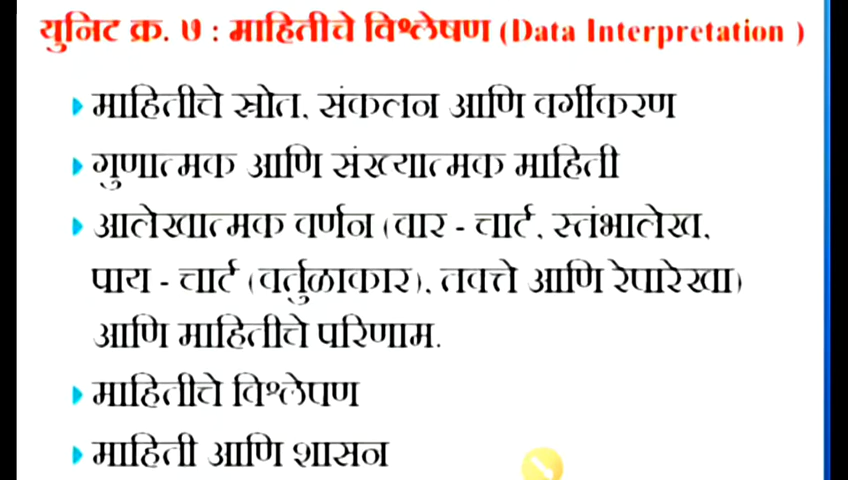 युनिट क्र. ७ : माहितीचे विश्लेषण (Data Interpretation )
माहितीचे स्रोत, संकलन आणि वर्गीकरण
गुणात्मक आणि संख्यात्मक माहिती
आलेखात्मक वर्णन (बार - चार्ट, स्तंभालेख,
पाय - चार्ट (वर्तुळाकार), तक्ते आणि रेषारेखा)
आणि माहितीचे परिणाम.
माहितीचे विश्लेषण
माहिती आणि शासन